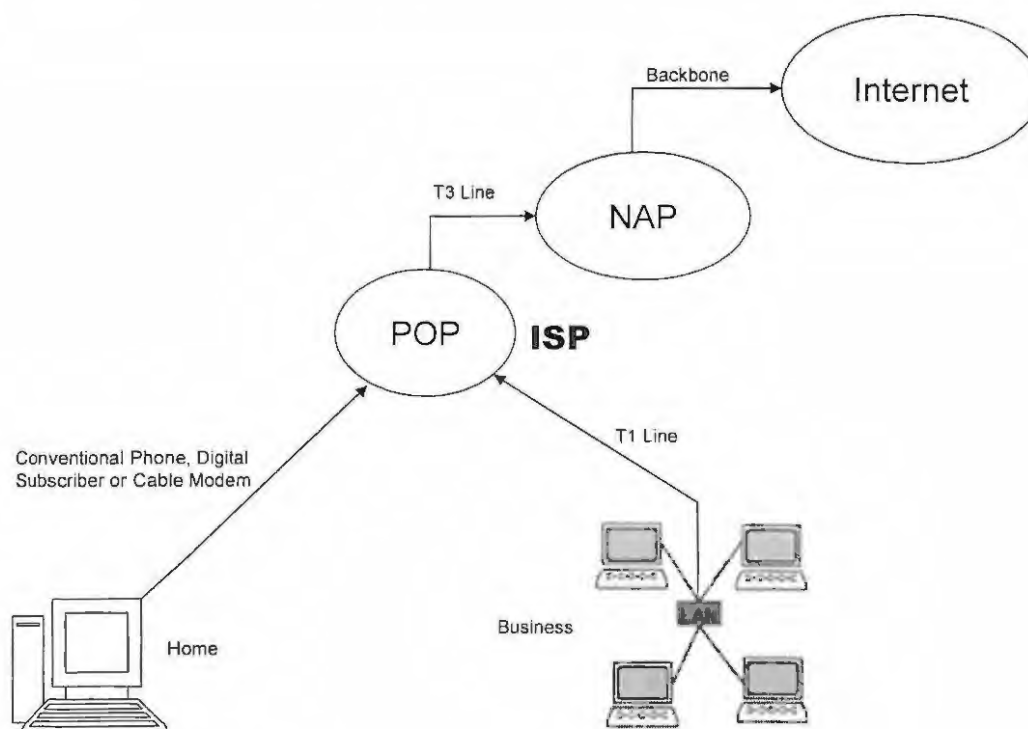 Backbone
Internet
T3 Line
NAP
POP
ISP
T1 Line
Conventional Phone, Digital
Subscriber or Cable Modem
LAN
Business
Home